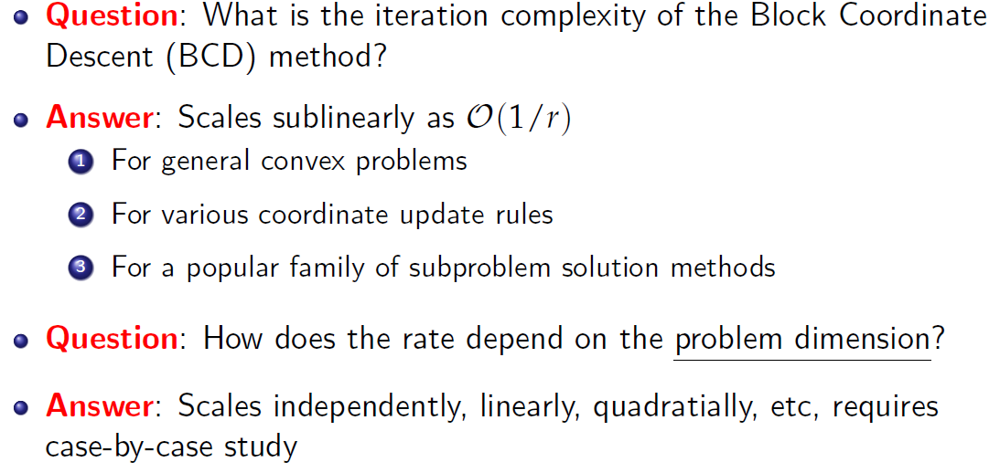 Question: What is the iteration complexity of the Block Coordinate
Descent (BCD) method?
Answer: Scales sublinearly as O(1/r)
1 For general convex problems
2 For various coordinate update rules
3 For a popular family of subproblem solution methods
Question: How does the rate depend on the problem dimension?
Answer: Scales independently, linearly, quadratially, etc, requires
case-by-case study